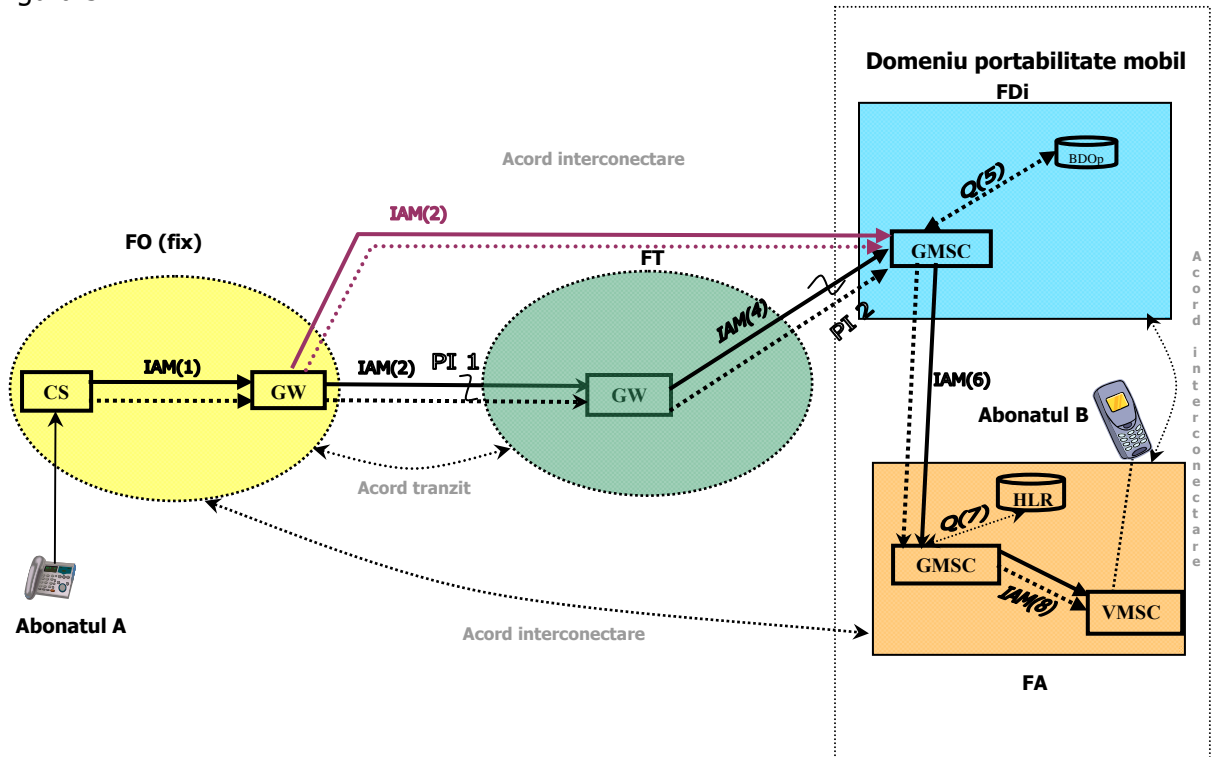 Domeniu portabilitate mobil
FDi
BDOp
Acord interconectare
Q(5)
IAM(2)
FO (fix)
GMSC
FT
IAM(4)
PI 2
IAM(1)
IAM(2)
PI 1
CS
GW
GW
IAM(6)
Abonatul B
Acord interconectare
Acord tranzit
HLR
Q(7)
GMSC
IAM(8)
VMSC
Abonatul A
Acord interconectare
FA